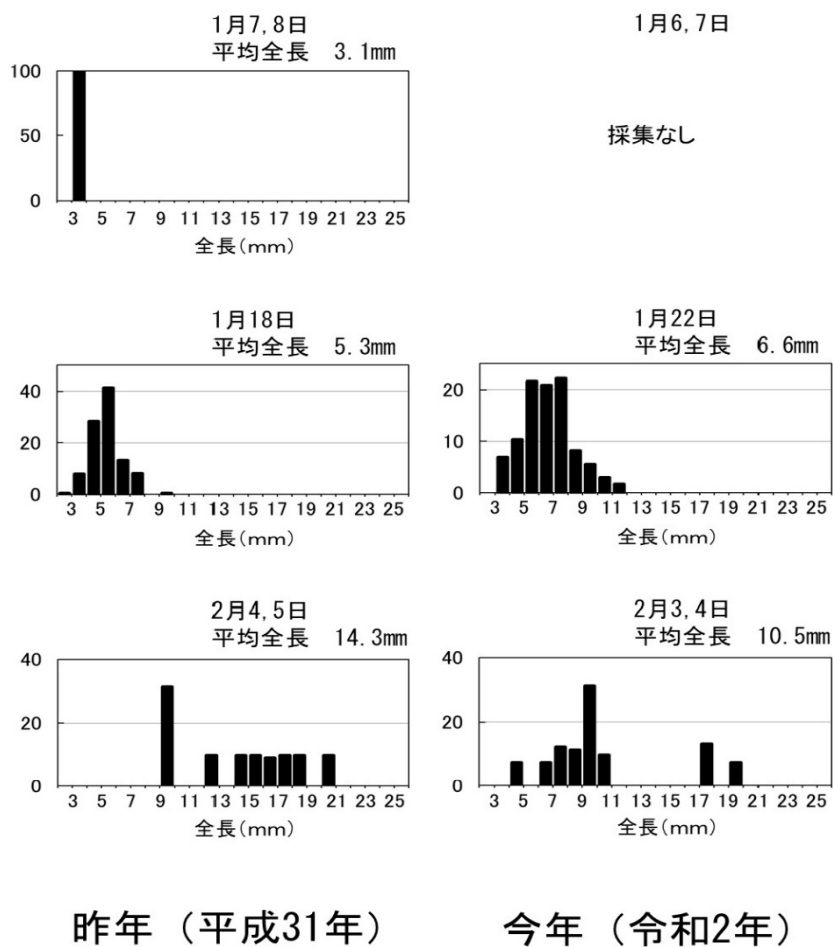 1月7,8日
平均全長 3.1mm
100
50
0
3 5 7 9 11 13 15 17 19 21 23 25
全長(mm)
1月6,7日
採集なし
1月18日
平均全長 5.3mm
40
20
0
3 5 7 9 11 13 15 17 19 21 23 25
全長(mm)
1月22日
平均全長 6.6mm
20
10
0
3 5 7 9 11 13 15 17 19 21 23 25
全長(mm)
2月4,5日
平均全長 14.3mm
40
20
0
3 5 7 9 11 13 15 17 19 21 23 25
全長(mm)
2月3,4日
平均全長 10.5mm
40
20
0
3 5 7 9 11 13 15 17 19 21 23 25
全長(mm)
昨年(平成31年)
今年(令和2年)